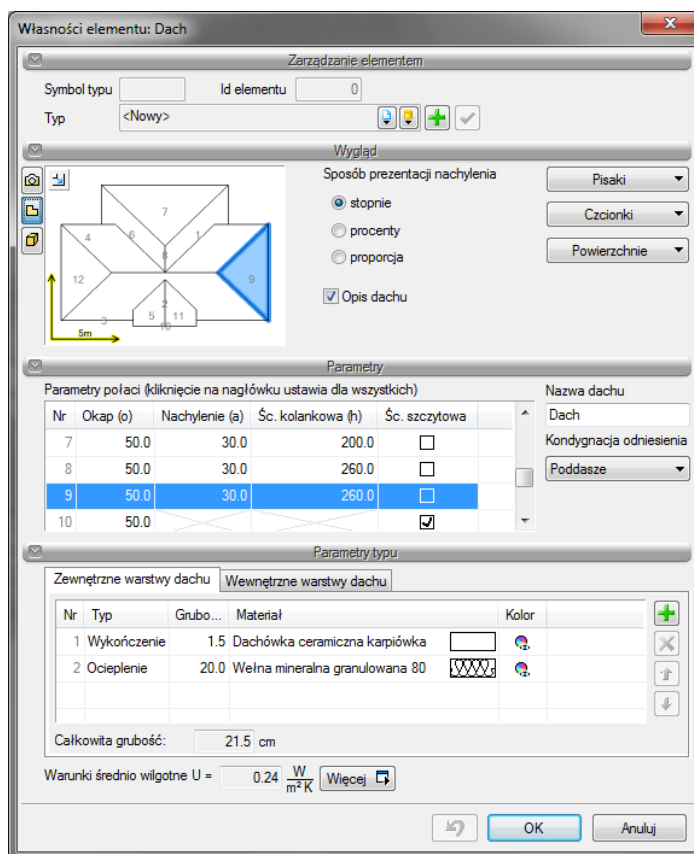 Własności elementu: Dach
Zarządzanie elementem
Symbol typu Id elementu 0
Typ <Nowy>
Wygląd
Sposób prezentacji nachylenia
stopnie
procenty
proporcja
Opis dachu
Pisaki
Czcionki
Powierzchnie
7
4 6 1
8
12 9
2
3 5 11
10
5m
Parametry
Parametry połaci (kliknięcie na nagłówku ustawia dla wszystkich)
Nr Okap (o) Nachylenie (a) Śc. kolankowa (h) Śc. szczytowa
7 50.0 30.0 200.0
8 50.0 30.0 260.0
9 50.0 30.0 260.0
10 50.0
Nazwa dachu
Dach
Kondygnacja odniesienia
Poddasze
Parametry typu
Zewnętrzne warstwy dachu Wewnętrzne warstwy dachu
Nr Typ Grubo... Materiał Kolor
1 Wykończenie 1.5 Dachówka ceramiczna karpiówka
2 Ocieplenie 20.0 Wełna mineralna granulowana 80
Całkowita grubość: 21.5 cm
Warunki średnio wilgotne U = 0.24 W/m²K Więcej
OK Anuluj